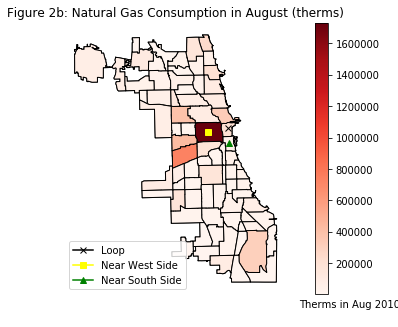 Figure 2b: Natural Gas Consumption in August (therms)
1600000
1400000
1200000
1000000
800000
600000
400000
200000
Loop
Near West Side
Near South Side
Therms in Aug 2010